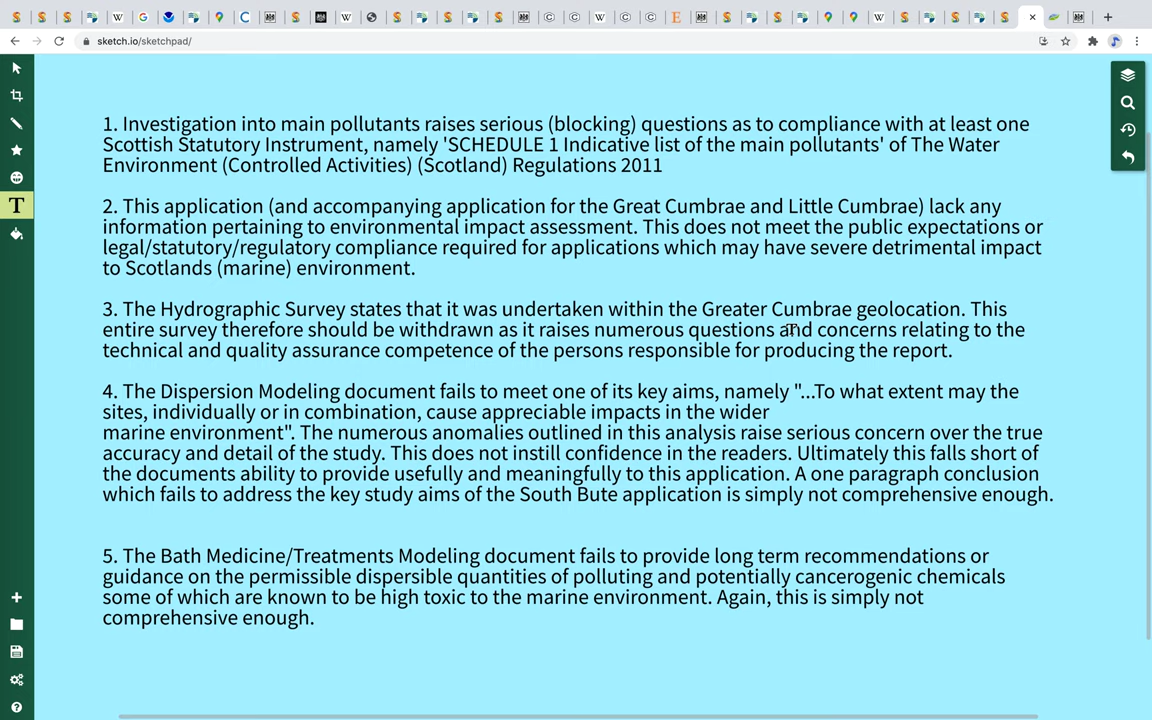 sketch.io/sketchpad/
1. Investigation into main pollutants raises serious (blocking) questions as to compliance with at least one
Scottish Statutory Instrument, namely 'SCHEDULE 1 Indicative list of the main pollutants' of The Water
Environment (Controlled Activities) (Scotland) Regulations 2011
2. This application (and accompanying application for the Great Cumbrae and Little Cumbrae) lack any
information pertaining to environmental impact assessment. This does not meet the public expectations or
legal/statutory/regulatory compliance required for applications which may have severe detrimental impact
to Scotlands (marine) environment.
3. The Hydrographic Survey states that it was undertaken within the Greater Cumbrae geolocation. This
entire survey therefore should be withdrawn as it raises numerous questions and concerns relating to the
technical and quality assurance competence of the persons responsible for producing the report.
4. The Dispersion Modeling document fails to meet one of its key aims, namely "...To what extent may the
sites, individually or in combination, cause appreciable impacts in the wider
marine environment". The numerous anomalies outlined in this analysis raise serious concern over the true
accuracy and detail of the study. This does not instill confidence in the readers. Ultimately this falls short of
the documents ability to provide usefully and meaningfully to this application. A one paragraph conclusion
which fails to address the key study aims of the South Bute application is simply not comprehensive enough.
5. The Bath Medicine/Treatments Modeling document fails to provide long term recommendations or
guidance on the permissible dispersible quantities of polluting and potentially cancerogenic chemicals
some of which are known to be high toxic to the marine environment. Again, this is simply not
comprehensive enough.